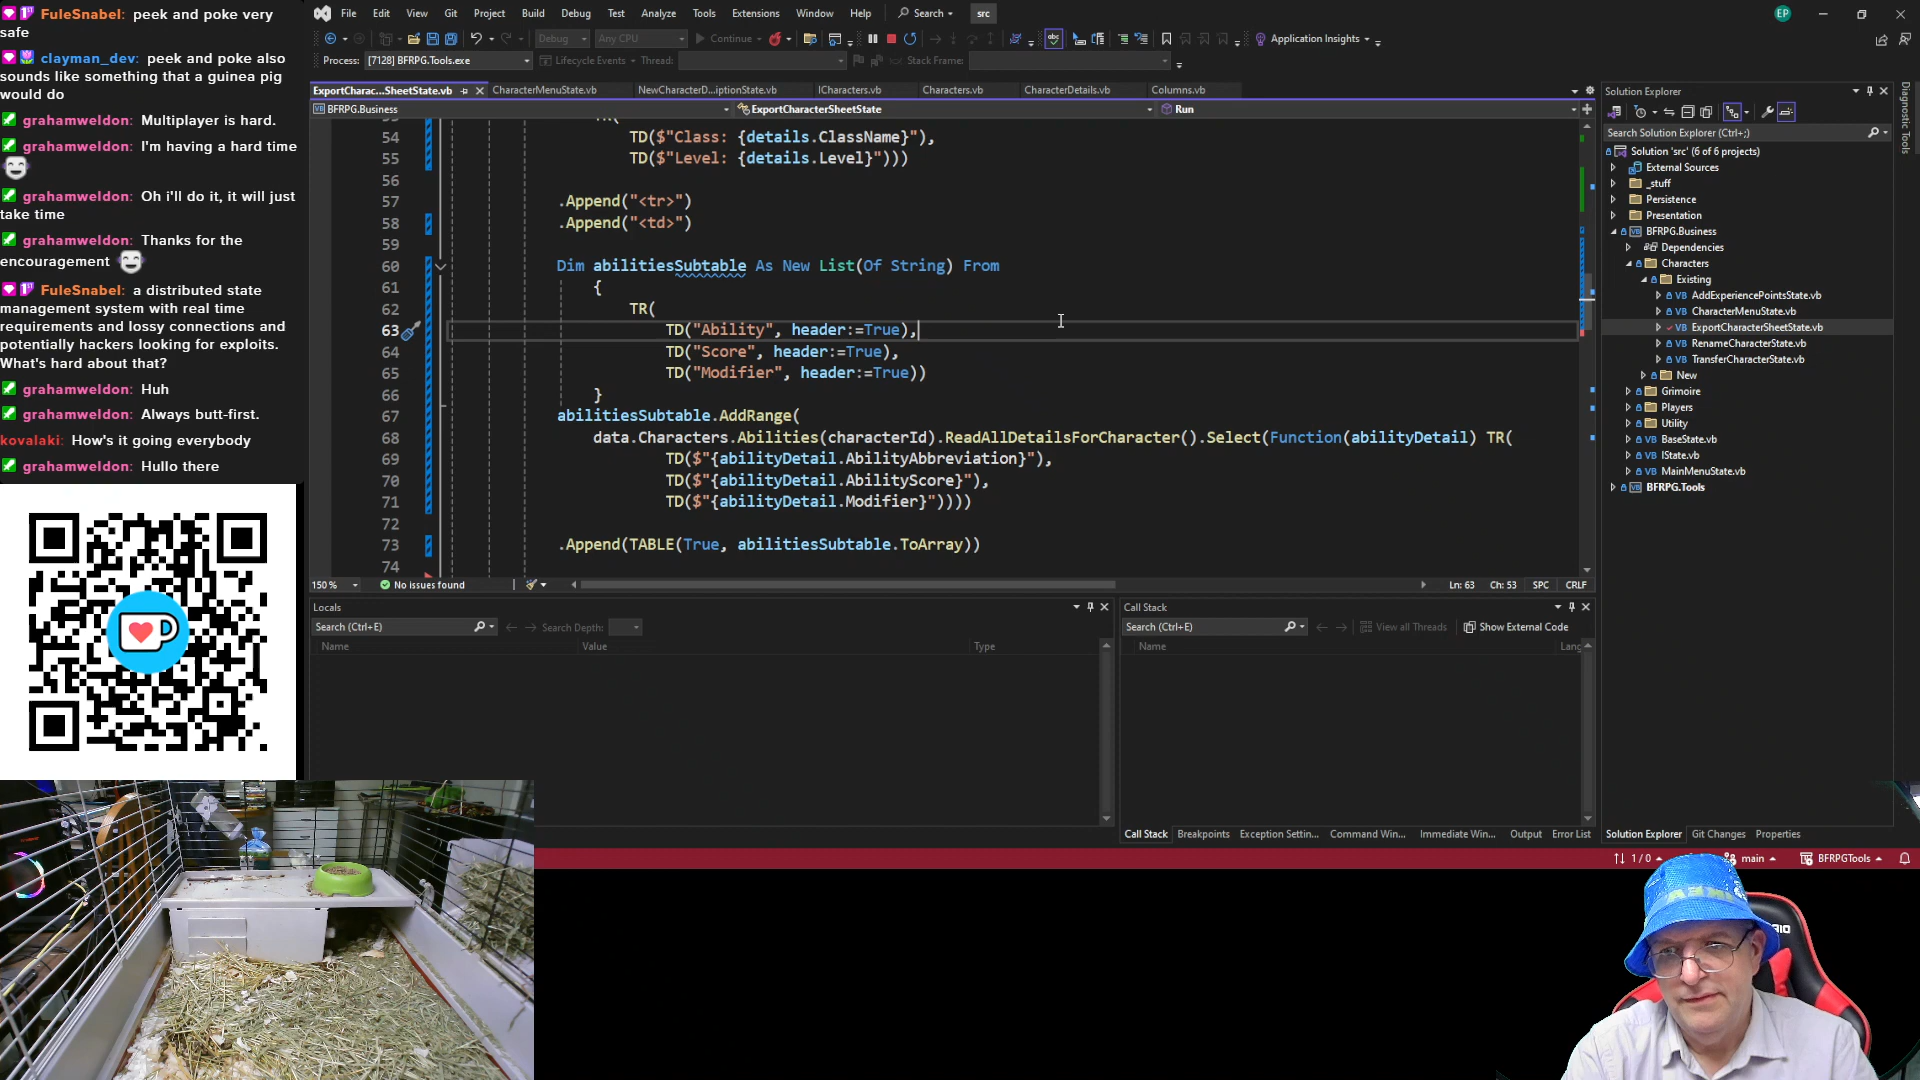 FuleSnabel: peek and poke very
safe
clayman_dev: peek and poke also
sounds like something that a guinea pig
would do
grahamweldon: Multiplayer is hard.
grahamweldon: I'm having a hard time
grahamweldon: Oh i'll do it, it will just
take time
grahamweldon: Thanks for the
encouragement
FuleSnabel: a distributed state
management system with real time
requirements and lossy connections and
potentially hackers looking for exploits.
What's hard about that?
grahamweldon: Huh
grahamweldon: Always butt-first.
kovalaki: How's it going everybody
grahamweldon: Hullo there
File Edit View Git Project Build Debug Test Analyze Tools Extensions Window Help Search src EP
Debug Any CPU Continue Application Insights
Process: [7128] BFRPG.Tools.exe Lifecycle Events Thread: Stack Frame:
ExportCharac...SheetState.vb CharacterMenuState.vb NewCharacterD...iptionState.vb ICharacters.vb Characters.vb CharacterDetails.vb Columns.vb
BFRPG.Business ExportCharacterSheetState Run
54 TD($"Class: {details.ClassName}"),
55 TD($"Level: {details.Level}")))
56
57 .Append("<tr>")
58 .Append("<td>")
59
60 Dim abilitiesSubtable As New List(Of String) From
61 {
62 TR(
63 TD("Ability", header:=True),
64 TD("Score", header:=True),
65 TD("Modifier", header:=True))
66 }
67 abilitiesSubtable.AddRange(
68 data.Characters.Abilities(characterId).ReadAllDetailsForCharacter().Select(Function(abilityDetail) TR(
69 TD($"{abilityDetail.AbilityAbbreviation}"),
70 TD($"{abilityDetail.AbilityScore}"),
71 TD($"{abilityDetail.Modifier}"))))
72
73 .Append(TABLE(True, abilitiesSubtable.ToArray))
74
150 % No issues found Ln: 63 Ch: 53 SPC CRLF
Locals
Search (Ctrl+E) Search Depth:
Name Value Type
Call Stack
Search (Ctrl+E) View all Threads Show External Code
Name Lang
Call Stack Breakpoints Exception Settin... Command Win... Immediate Win... Output Error List
Solution Explorer
Search Solution Explorer (Ctrl+;)
Solution 'src' (6 of 6 projects)
External Sources
_stuff
Persistence
Presentation
BFRPG.Business
Dependencies
Characters
Existing
AddExperiencePointsState.vb
CharacterMenuState.vb
ExportCharacterSheetState.vb
RenameCharacterState.vb
TransferCharacterState.vb
New
Grimoire
Players
Utility
BaseState.vb
IState.vb
MainMenuState.vb
BFRPG.Tools
Solution Explorer Git Changes Properties
Diagnostic Tools
1 / 0 main BFRPGTools